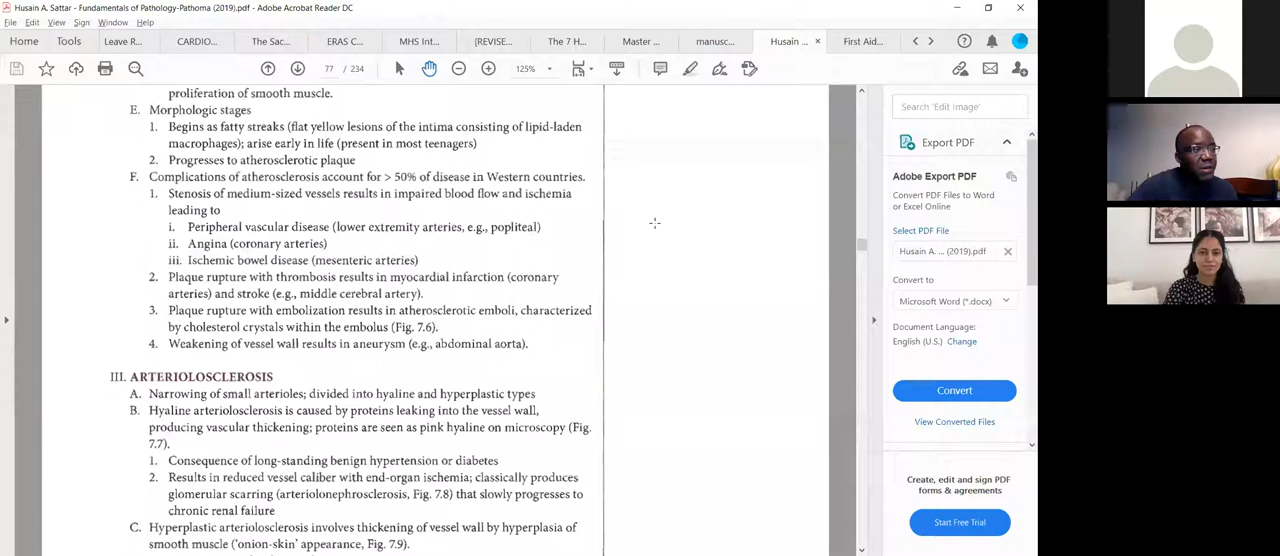 Husain A. Sattar - Fundamentals of Pathology-Pathoma (2019).pdf - Adobe Acrobat Reader DC
File Edit View Sign Window Help
Home Tools Leave R... CARDIO... The Sac... ERAS C... MHS Int... [REVISE... The 7 H... Master ... manusc... Husain ... × First Aid...
77 / 234 125%
proliferation of smooth muscle.
E. Morphologic stages
1. Begins as fatty streaks (flat yellow lesions of the intima consisting of lipid-laden
macrophages); arise early in life (present in most teenagers)
2. Progresses to atherosclerotic plaque
F. Complications of atherosclerosis account for > 50% of disease in Western countries.
1. Stenosis of medium-sized vessels results in impaired blood flow and ischemia
leading to
i. Peripheral vascular disease (lower extremity arteries, e.g., popliteal)
ii. Angina (coronary arteries)
iii. Ischemic bowel disease (mesenteric arteries)
2. Plaque rupture with thrombosis results in myocardial infarction (coronary
arteries) and stroke (e.g., middle cerebral artery).
3. Plaque rupture with embolization results in atherosclerotic emboli, characterized
by cholesterol crystals within the embolus (Fig. 7.6).
4. Weakening of vessel wall results in aneurysm (e.g., abdominal aorta).
III. ARTERIOLOSCLEROSIS
A. Narrowing of small arterioles; divided into hyaline and hyperplastic types
B. Hyaline arteriolosclerosis is caused by proteins leaking into the vessel wall,
producing vascular thickening; proteins are seen as pink hyaline on microscopy (Fig.
7.7).
1. Consequence of long-standing benign hypertension or diabetes
2. Results in reduced vessel caliber with end-organ ischemia; classically produces
glomerular scarring (arteriolonephrosclerosis, Fig. 7.8) that slowly progresses to
chronic renal failure
C. Hyperplastic arteriolosclerosis involves thickening of vessel wall by hyperplasia of
smooth muscle ('onion-skin' appearance, Fig. 7.9).
Search 'Edit Image'
Export PDF
Adobe Export PDF
Convert PDF Files to Word
or Excel Online
Select PDF File
Husain A. ... (2019).pdf
Convert to
Microsoft Word (*.docx)
Document Language:
English (U.S.) Change
Convert
View Converted Files
Create, edit and sign PDF
forms & agreements
Start Free Trial